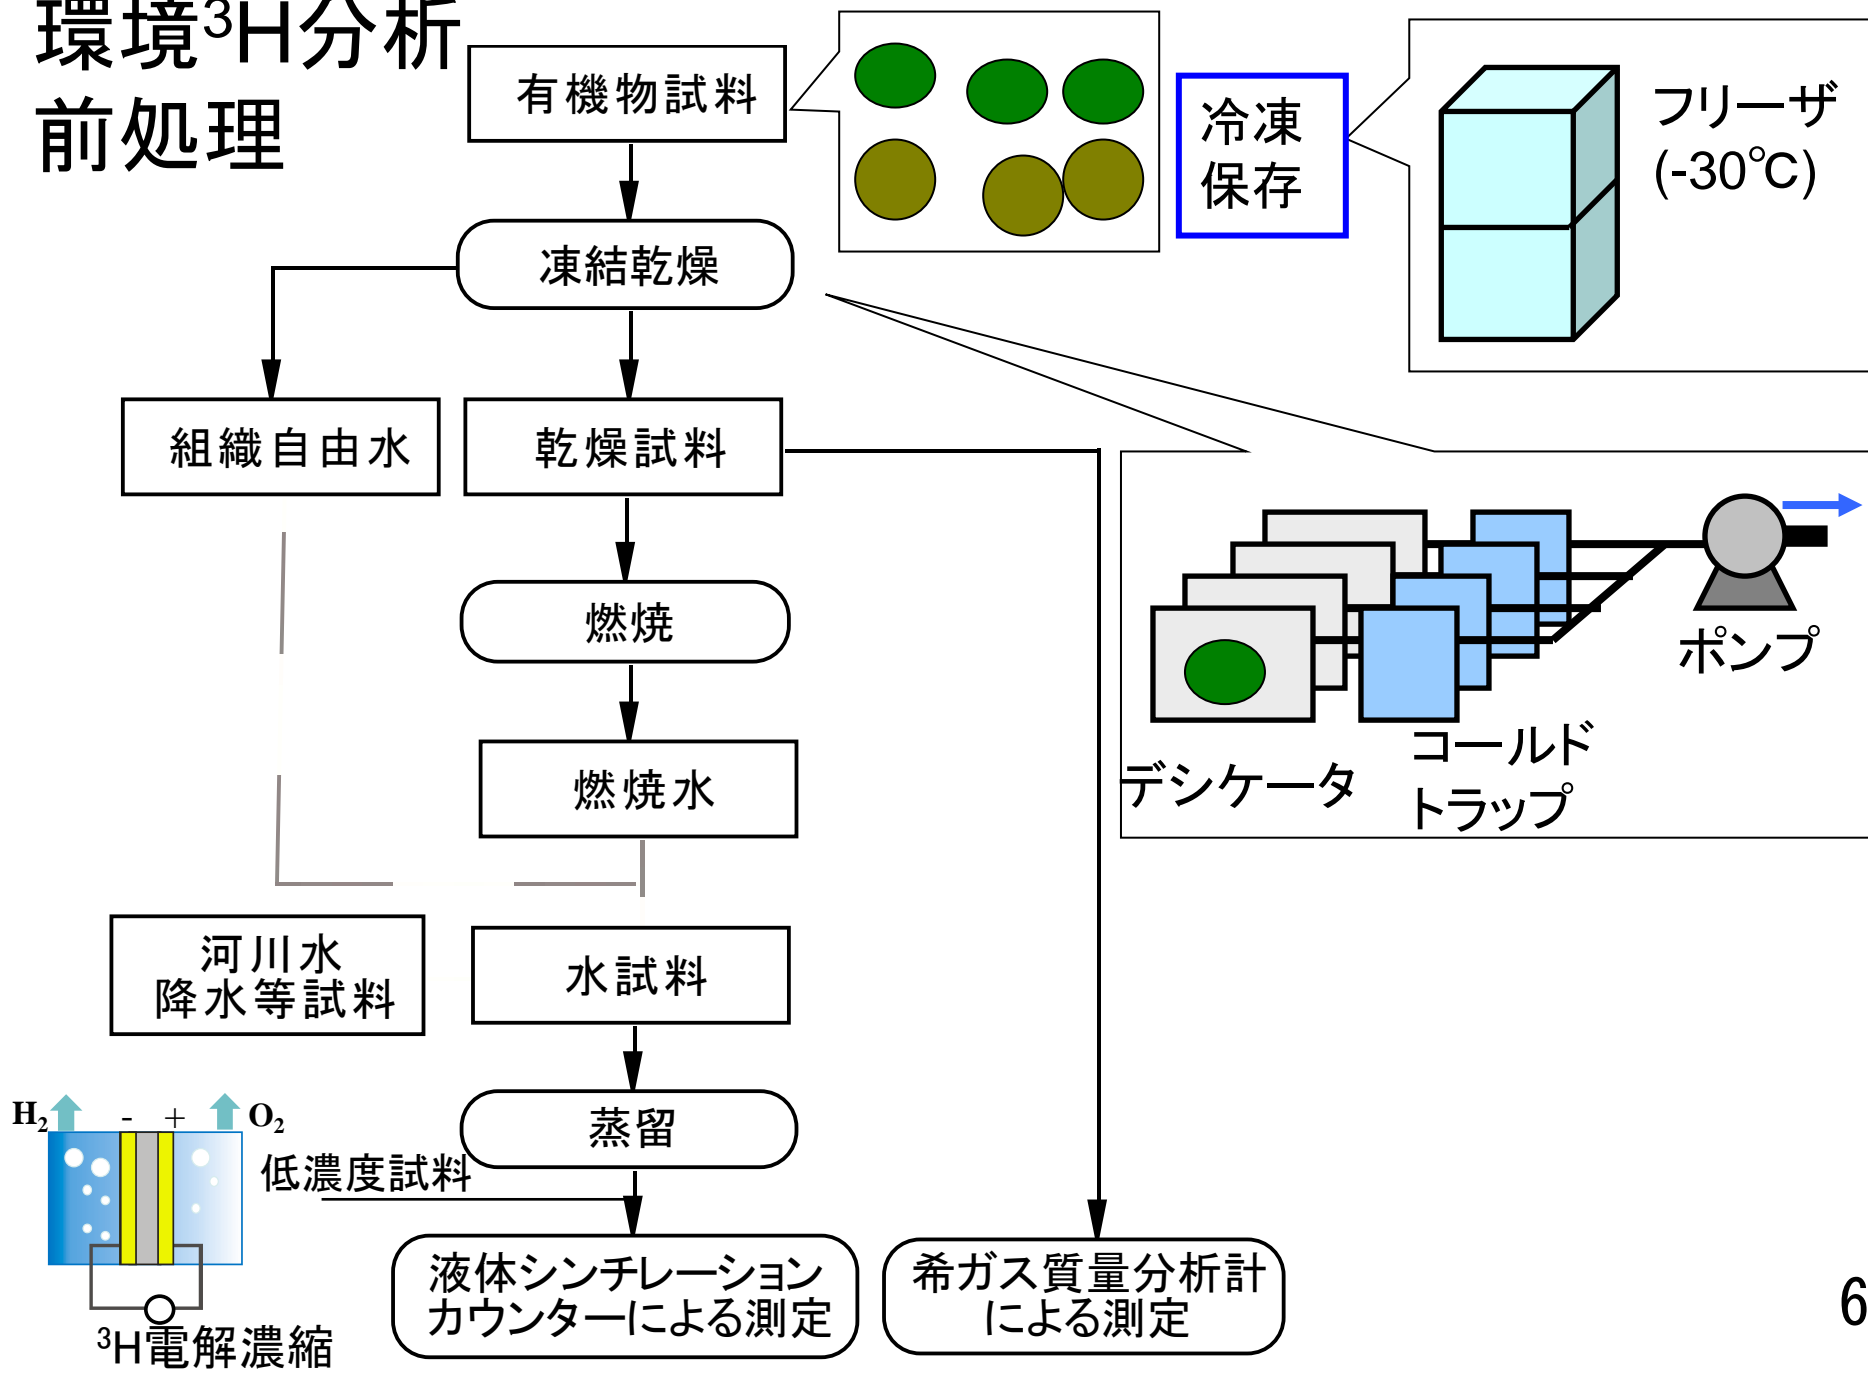 環境³H分析
前処理
有機物試料
冷凍
保存
フリーザ
(-30℃)
凍結乾燥
組織自由水
乾燥試料
ポンプ
燃焼
コールド
トラップ
デシケータ
燃焼水
河川水
降水等試料
水試料
H₂
-
+
O₂
蒸留
低濃度試料
液体シンチレーション
カウンターによる測定
希ガス質量分析計
による測定
³H電解濃縮
6